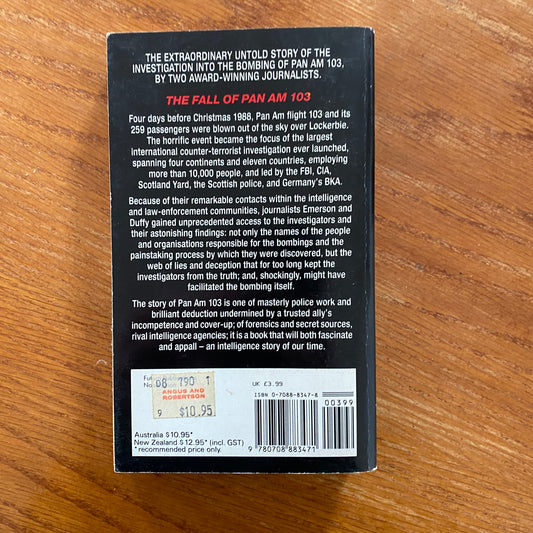 THE EXTRAORDINARY UNTOLD STORY OF THE
INVESTIGATION INTO THE BOMBING OF PAN AM 103,
BY TWO AWARD-WINNING JOURNALISTS.
THE FALL OF PAN AM 103
Four days before Christmas 1988, Pan Am flight 103 and its
259 passengers were blown out of the sky over Lockerbie.
The horrific event became the focus of the largest
international counter-terrorist investigation ever launched,
spanning four continents and eleven countries, employing
more than 10,000 people, and led by the FBI, CIA,
Scotland Yard, the Scottish police, and Germany's BKA.
Because of their remarkable contacts within the intelligence
and law-enforcement communities, journalists Emerson and
Duffy gained unprecedented access to the investigators and
their astonishing findings: not only the names of the people
and organisations responsible for the bombings and the
painstaking process by which they were discovered, but the
web of lies and deception that for too long kept the
investigators from the truth; and, shockingly, might have
facilitated the bombing itself.
The story of Pan Am 103 is one of masterly police work and
brilliant deduction undermined by a trusted ally's
incompetence and cover-up; of forensics and secret sources,
rival intelligence agencies; it is a book that will both fascinate
and appall – an intelligence story of our time.
08 790 1
ANGUS AND
ROBERTSON
9 $10.95
Australia $10.95*
New Zealand $12.95* (incl. GST)
*recommended price only.
UK £3.99
ISBN 0-7088-8347-8
00399
9 780708 883471